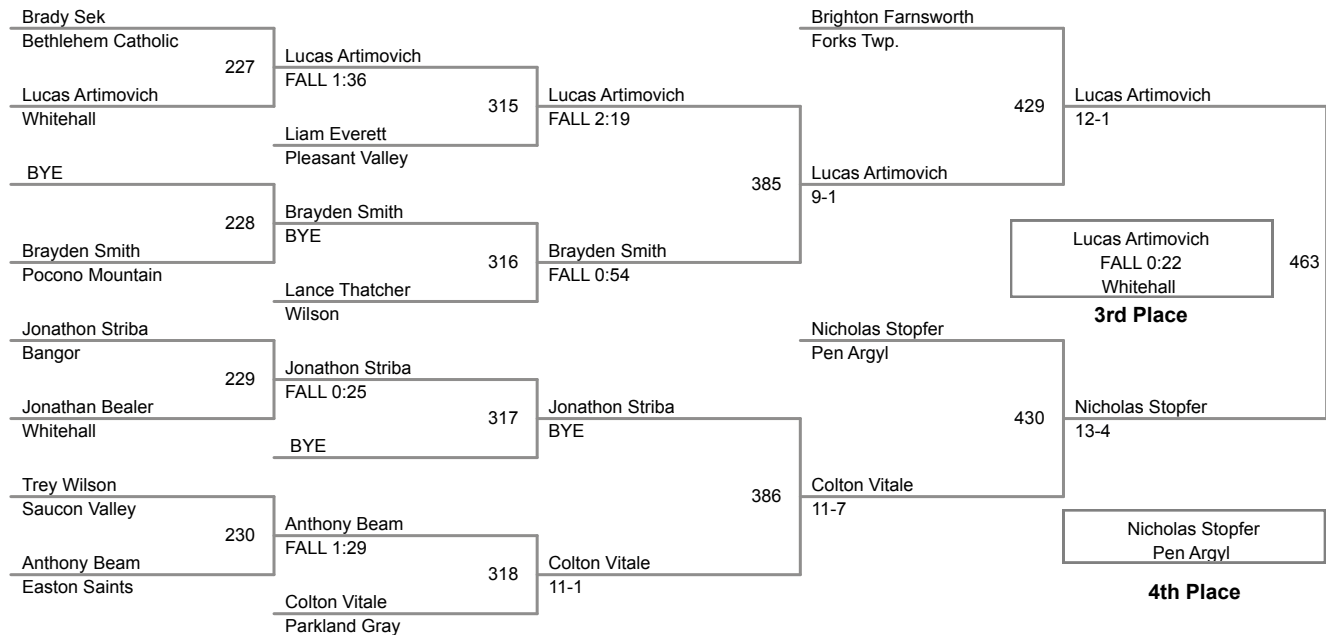 Brady Sek
Bethlehem Catholic
227
Lucas Artimovich
Whitehall
BYE
228
Brayden Smith
Pocono Mountain
Jonathon Striba
Bangor
229
Jonathan Bealer
Whitehall
Trey Wilson
Saucon Valley
230
Anthony Beam
Easton Saints
Lucas Artimovich
FALL 1:36
315
Liam Everett
Pleasant Valley
Brayden Smith
BYE
316
Lance Thatcher
Wilson
Jonathon Striba
FALL 0:25
317
BYE
Anthony Beam
FALL 1:29
318
Colton Vitale
Parkland Gray
Lucas Artimovich
FALL 2:19
385
Brayden Smith
FALL 0:54
Jonathon Striba
BYE
386
Colton Vitale
11-1
Brighton Farnsworth
Forks Twp.
429
Lucas Artimovich
9-1
Nicholas Stopfer
Pen Argyl
430
Colton Vitale
11-7
Lucas Artimovich
12-1
Lucas Artimovich
FALL 0:22
Whitehall
463
3rd Place
Nicholas Stopfer
13-4
Nicholas Stopfer
Pen Argyl
4th Place